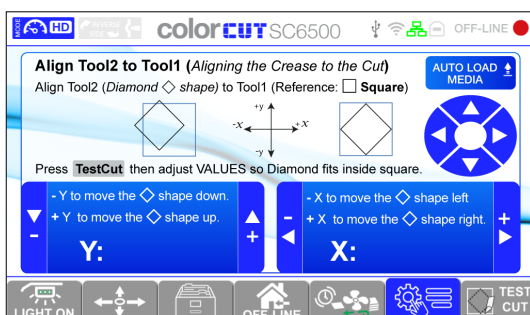 MODE HD REVERSE SIDE colorCUT SC6500 OFF-LINE
Align Tool2 to Tool1 (Aligning the Crease to the Cut)
AUTO LOAD
MEDIA
Align Tool2 (Diamond ◇ shape) to Tool1 (Reference: □ Square)
+y
-x +x
-y
Press TestCut then adjust VALUES so Diamond fits inside square.
- Y to move the ◇ shape down.
+ Y to move the ◇ shape up.
- +
Y:
- X to move the ◇ shape left
+ X to move the ◇ shape right.
- +
X:
LIGHT ON
OFF LINE
TEST
CUT